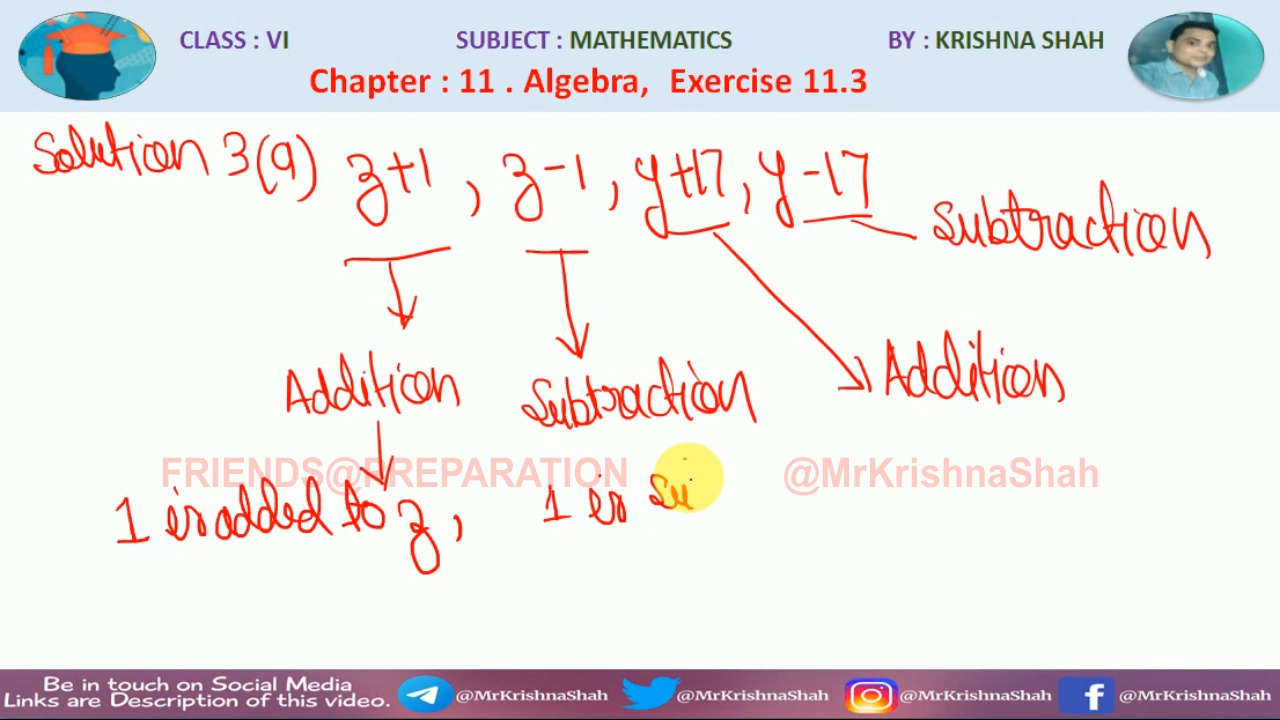 CLASS : VI SUBJECT : MATHEMATICS BY : KRISHNA SHAH
Chapter : 11 . Algebra, Exercise 11.3
Solution 3(a) z+1, z-1, y+17, y-17
Subtraction
Addition Subtraction Addition
FRIENDS@PREPARATION @MrKrishnaShah
1 is added to z, 1 is su
Be in touch on Social Media
Links are Description of this video. @MrKrishnaShah @MrKrishnaShah @MrKrishnaShah @MrKrishnaShah